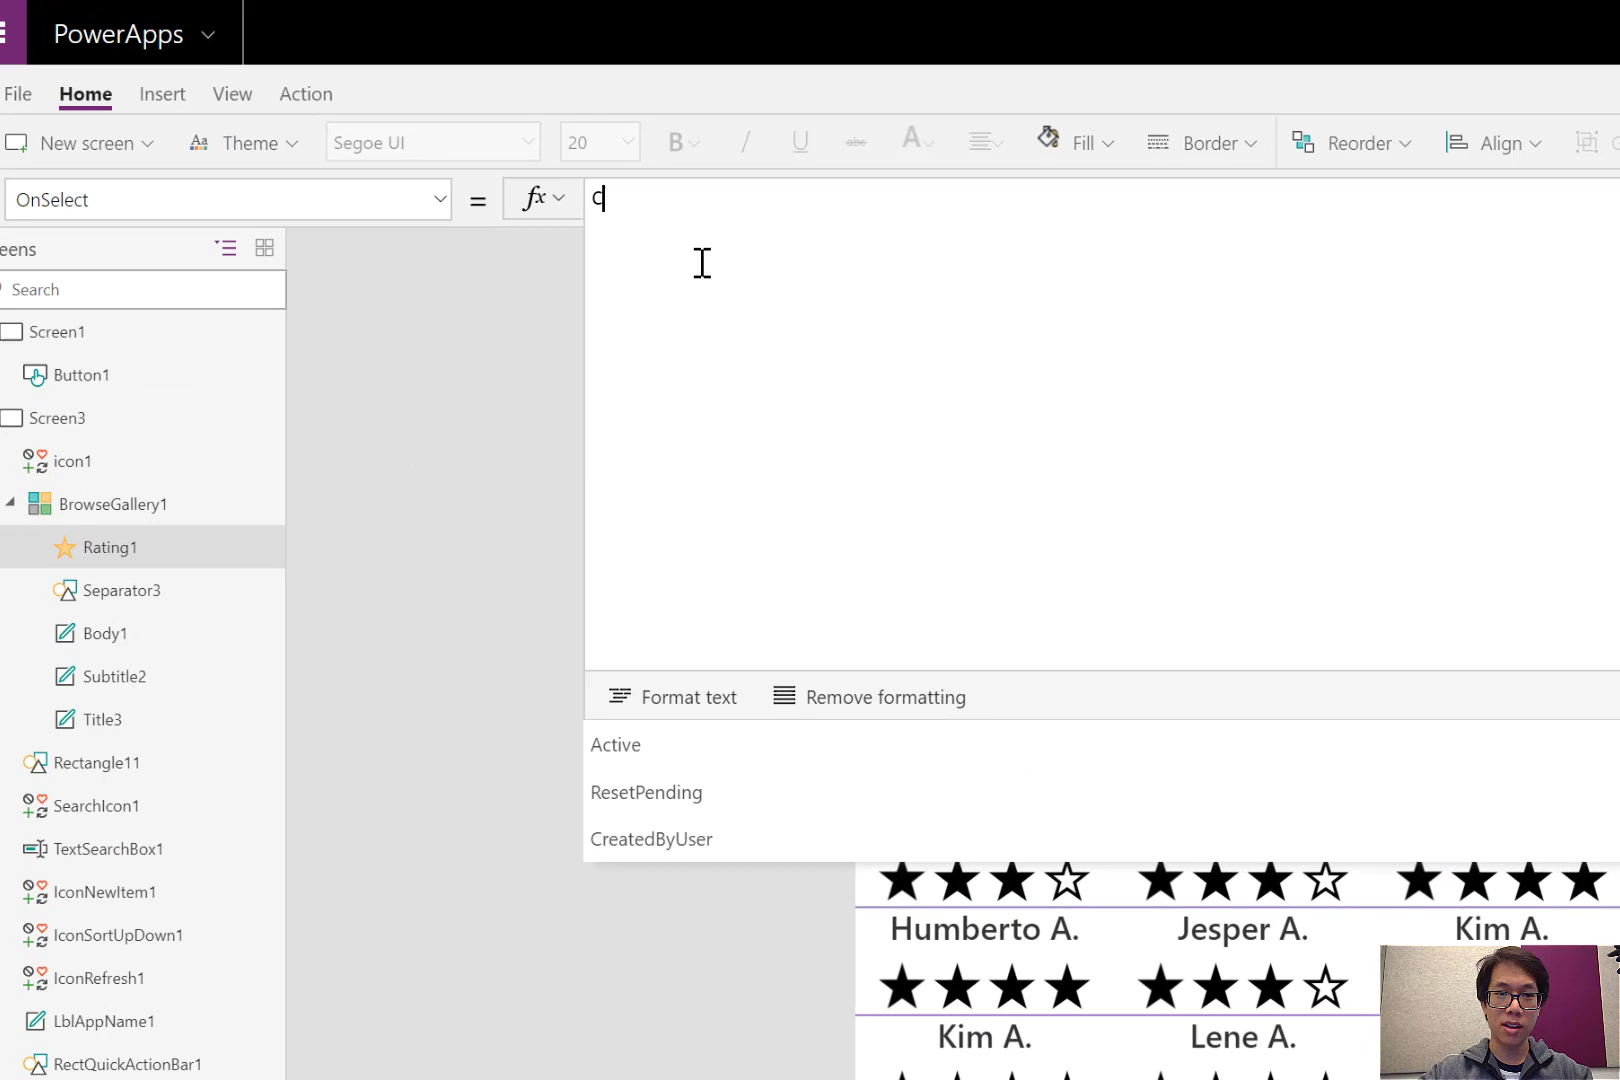 PowerApps
File Home Insert View Action
New screen Theme Segoe UI 20 B / U abc A Fill Border Reorder Align
OnSelect = fx C
eens
Search
Screen1
Button1
Screen3
icon1
BrowseGallery1
Rating1
Separator3
Body1
Subtitle2
Title3
Rectangle11
SearchIcon1
TextSearchBox1
IconNewItem1
IconSortUpDown1
IconRefresh1
LblAppName1
RectQuickActionBar1
Format text Remove formatting
Active
ResetPending
CreatedByUser
Humberto A. Jesper A. Kim A.
Kim A. Lene A.